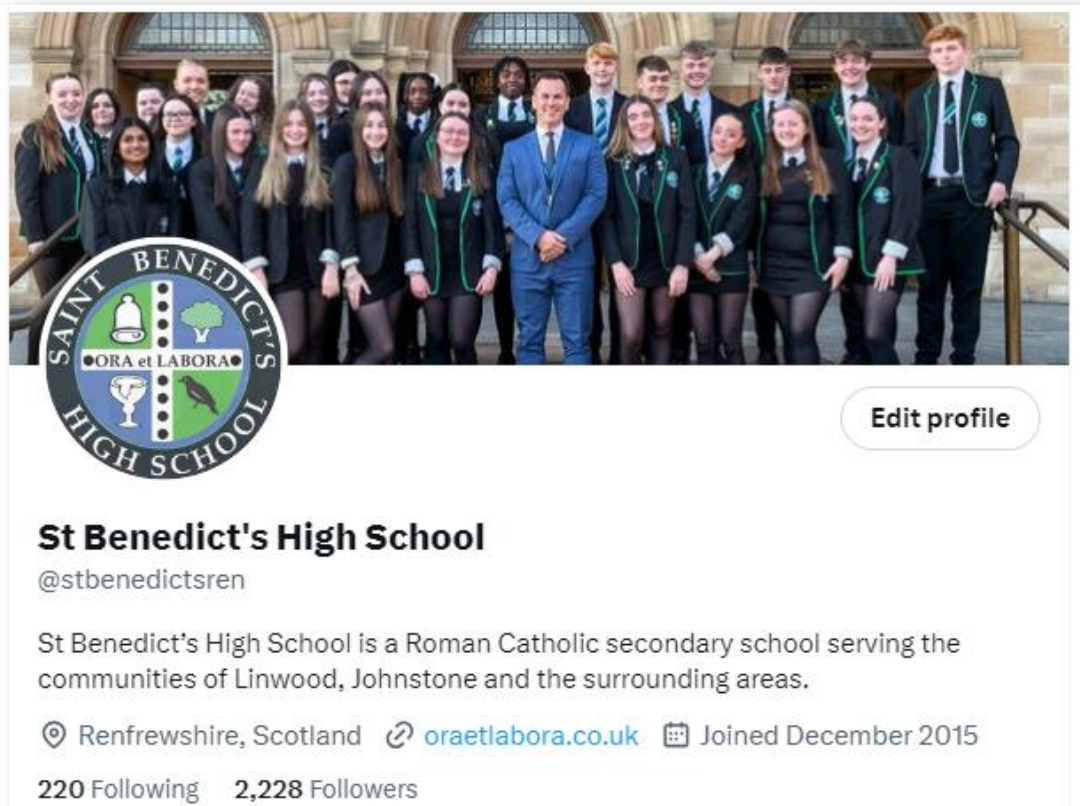 SAINT BENEDICT'S
ORA et LABORA
HIGH SCHOOL
Edit profile
St Benedict's High School
@stbenedictsren
St Benedict’s High School is a Roman Catholic secondary school serving the
communities of Linwood, Johnstone and the surrounding areas.
Renfrewshire, Scotland oraetlabora.co.uk Joined December 2015
220 Following 2,228 Followers